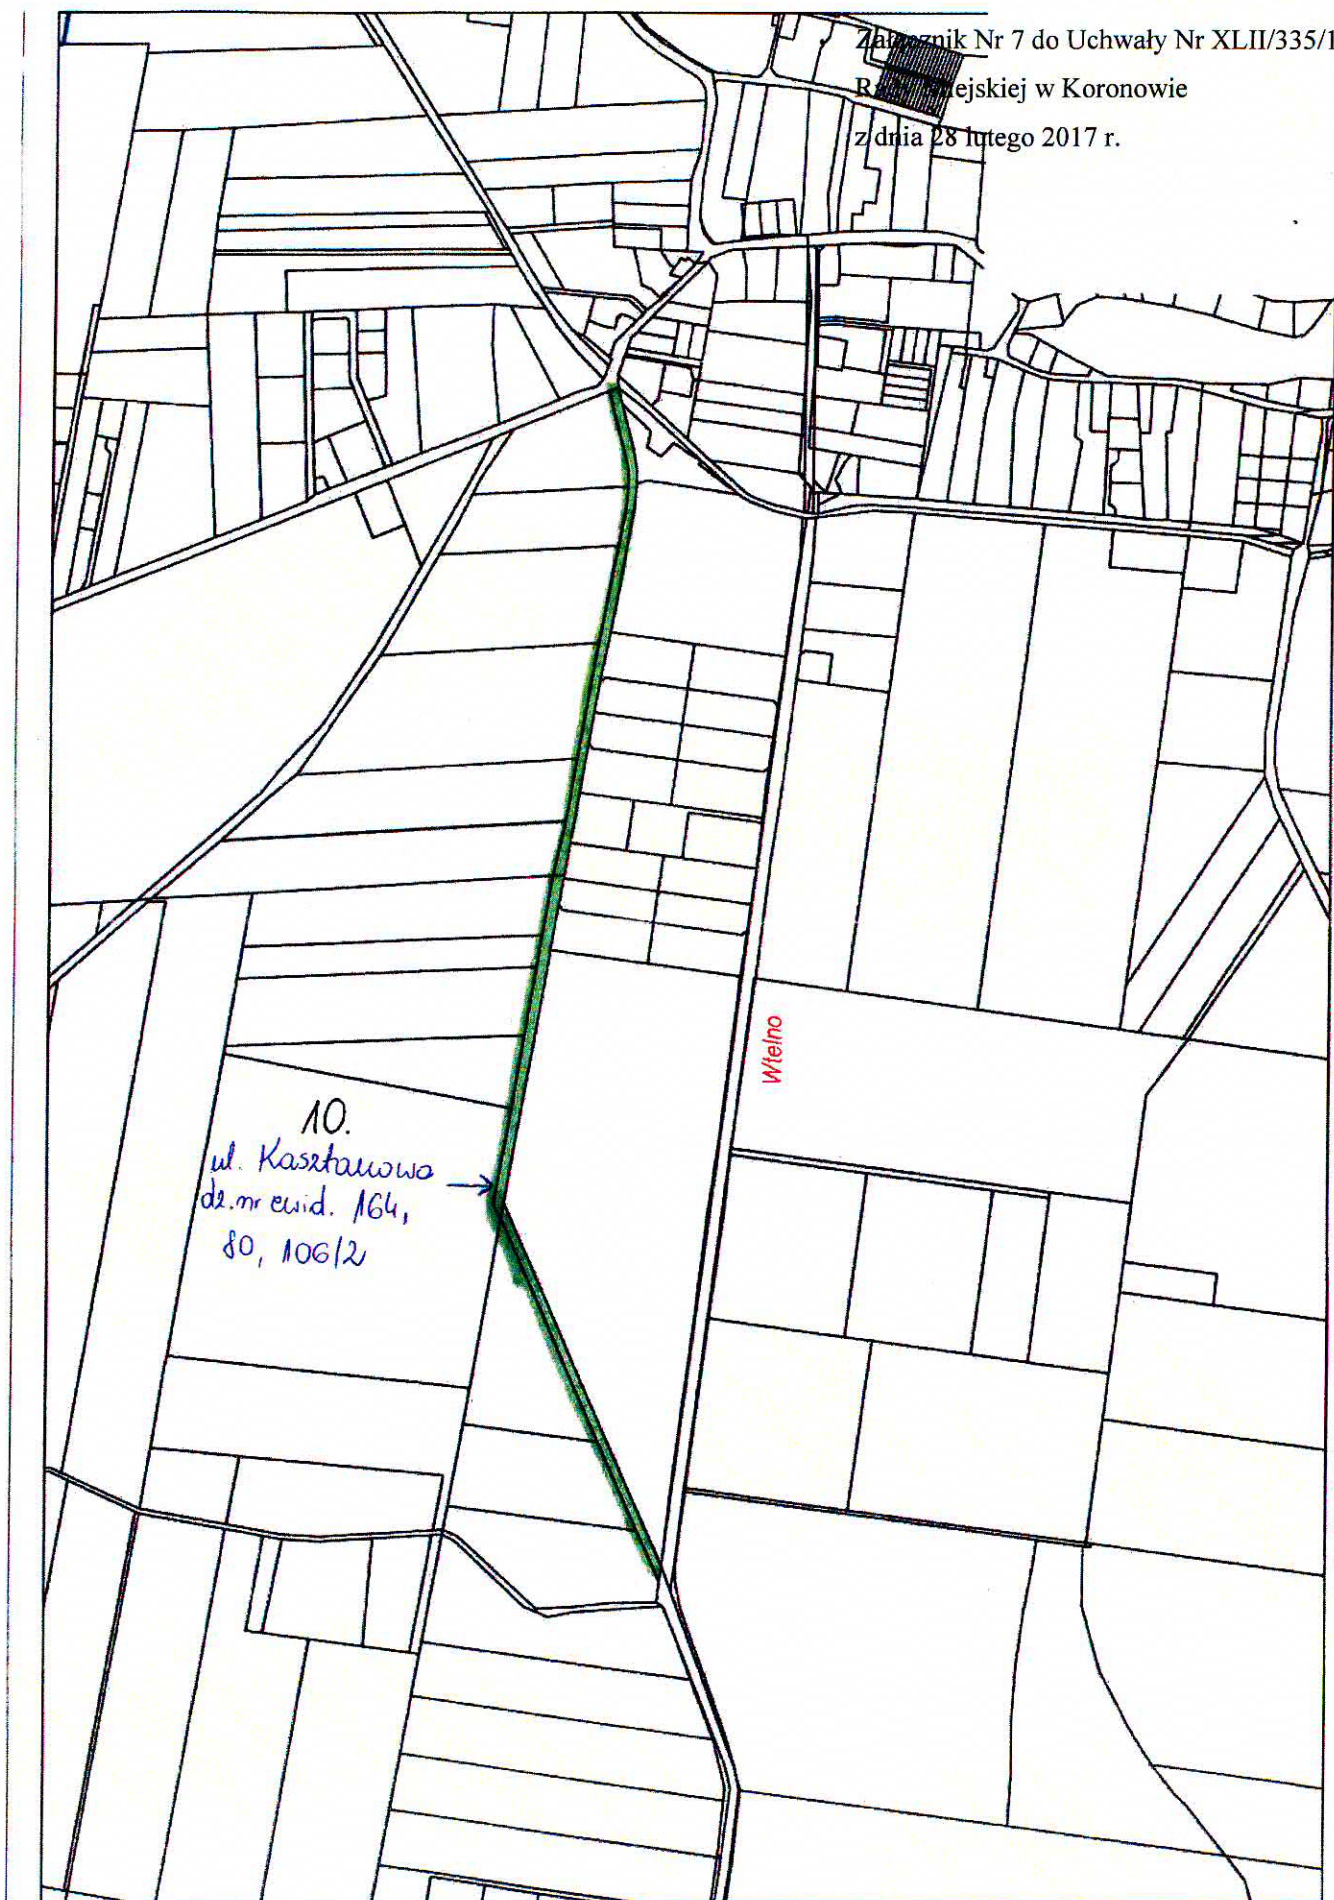 Załącznik Nr 7 do Uchwały Nr XLII/335/1
Rady Miejskiej w Koronowie
z dnia 28 lutego 2017 r.
Wtelno
10.
ul. Kasztanowa
dz. nr ewid. 164,
80, 106/2